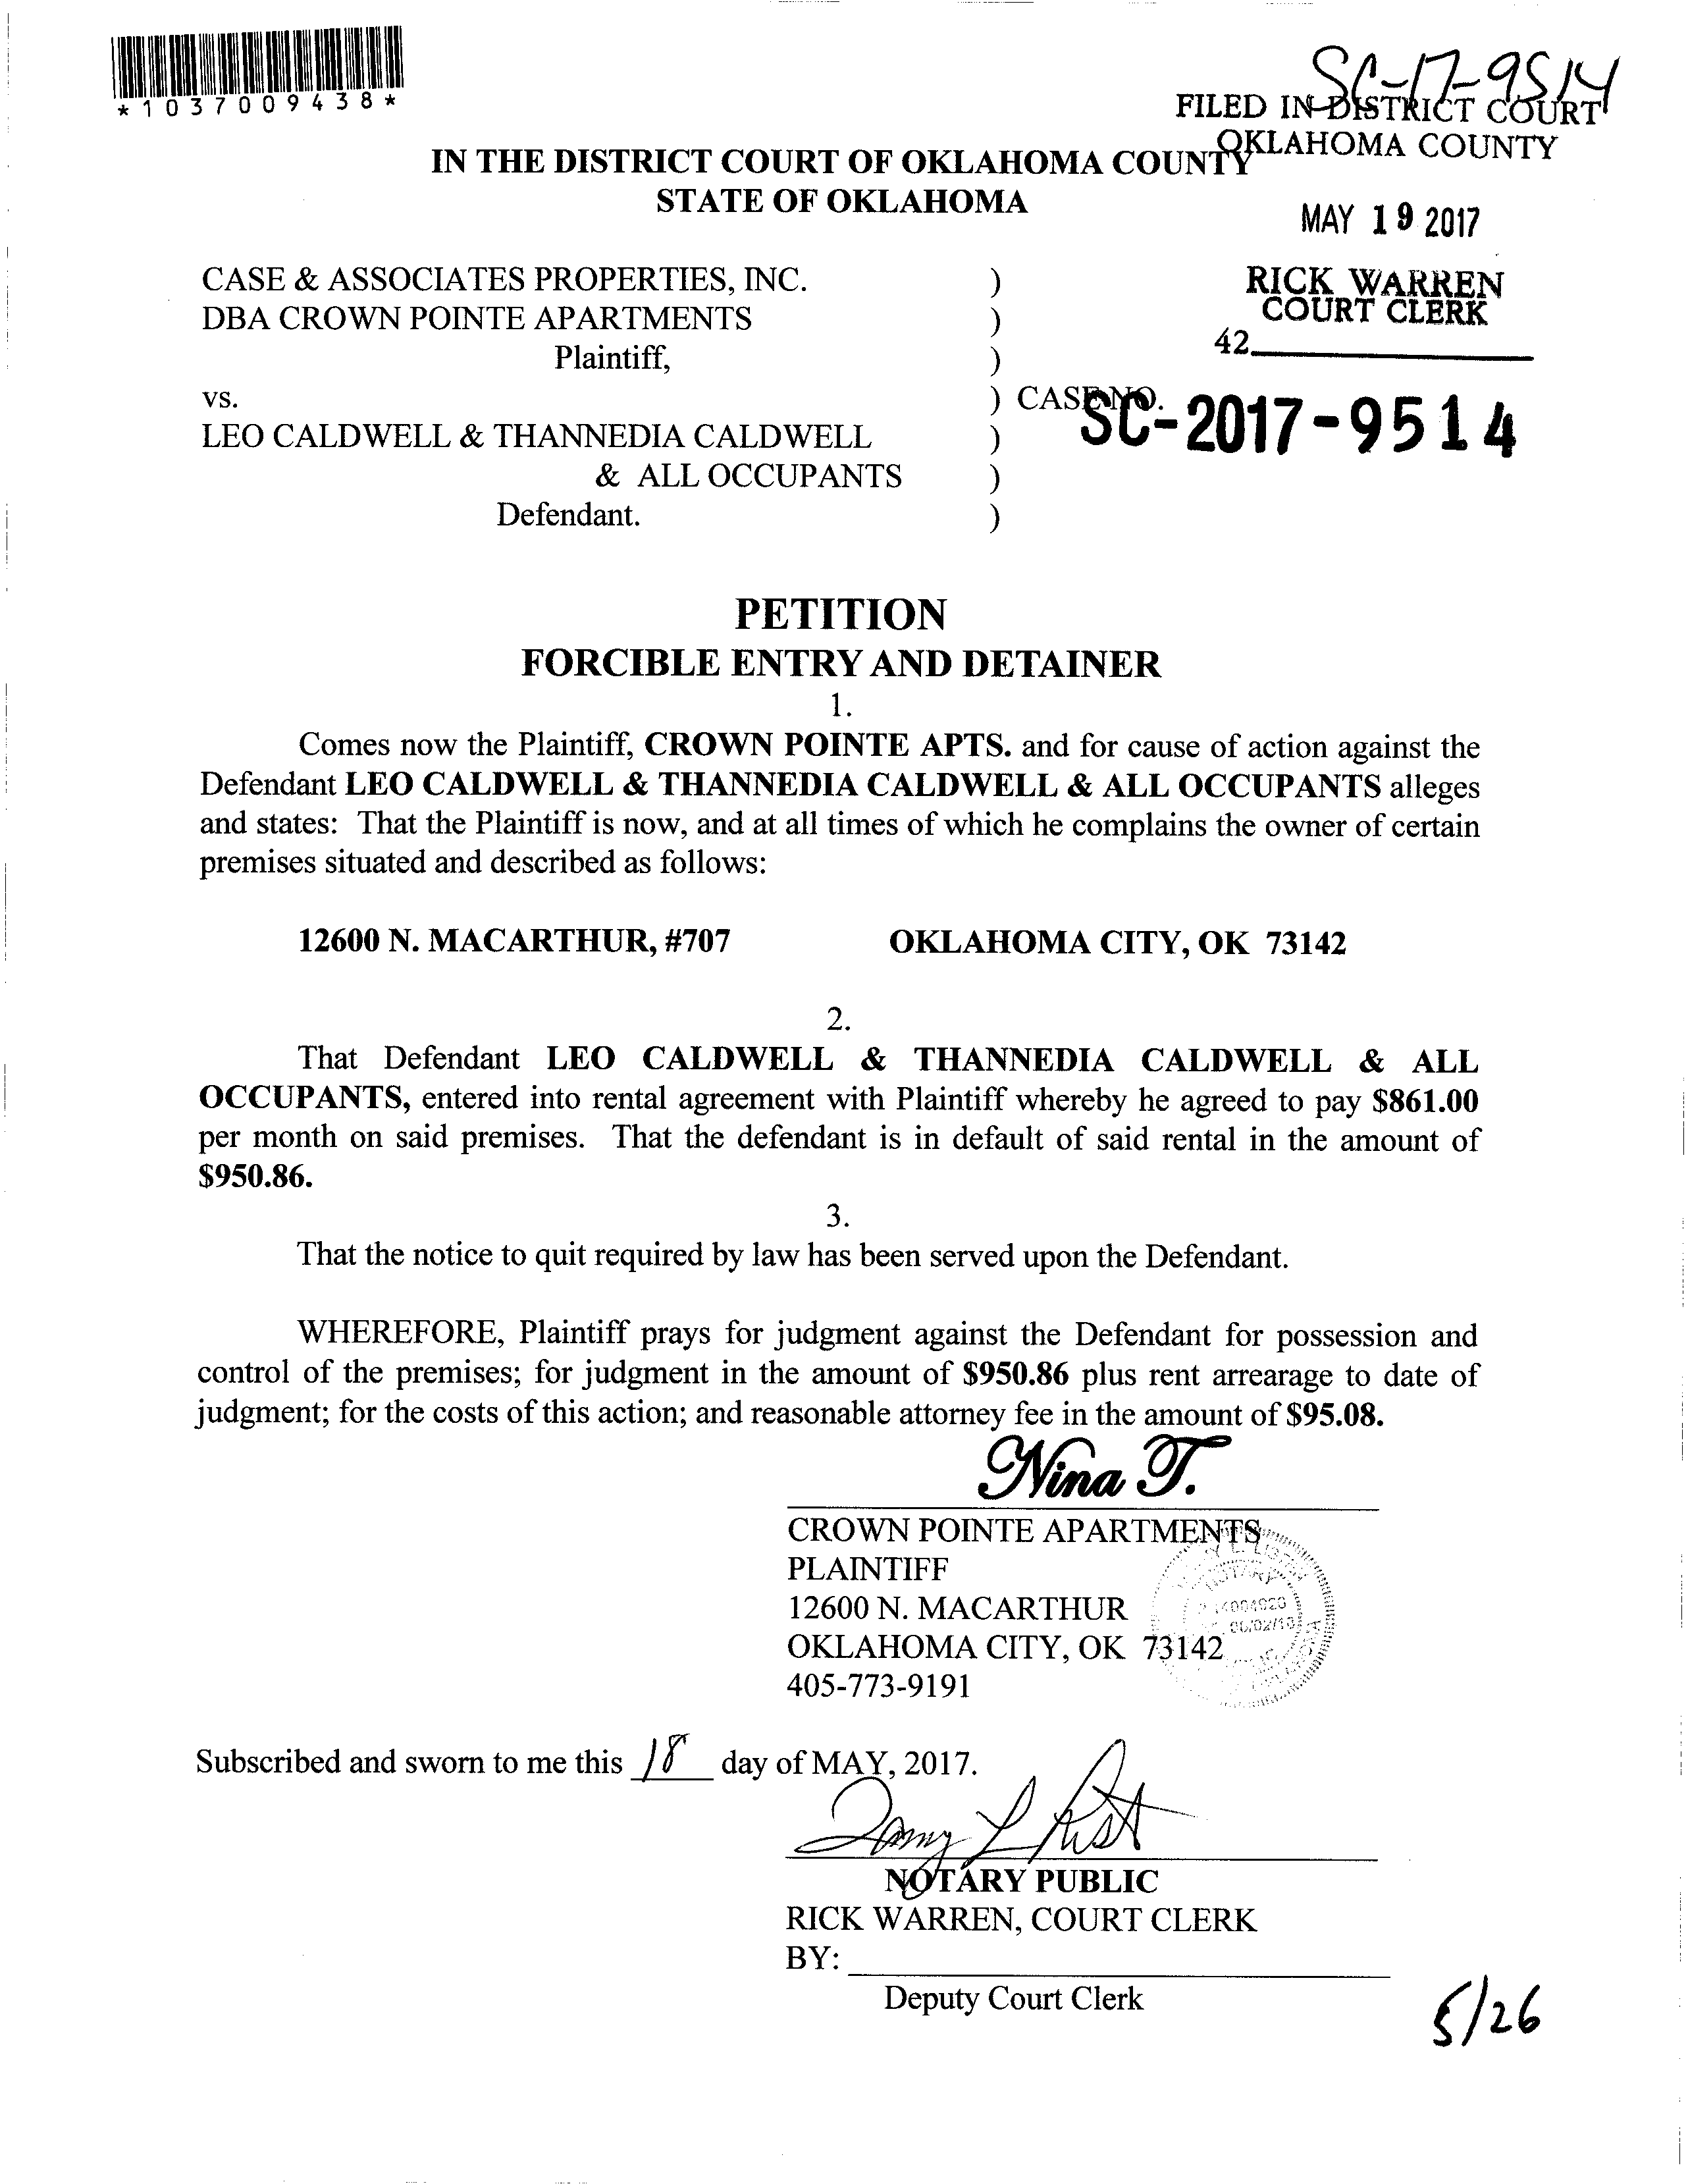 *1037009438*
SC-17-9514
FILED IN DISTRICT COURT
OKLAHOMA COUNTY
IN THE DISTRICT COURT OF OKLAHOMA COUNTY
STATE OF OKLAHOMA
MAY 19 2017
RICK WARREN
COURT CLERK
42
CASE & ASSOCIATES PROPERTIES, INC. )
DBA CROWN POINTE APARTMENTS )
Plaintiff, )
vs. ) CASE NO.
SC-2017-9514
LEO CALDWELL & THANNEDIA CALDWELL )
& ALL OCCUPANTS )
Defendant. )
PETITION
FORCIBLE ENTRY AND DETAINER
1.
Comes now the Plaintiff, CROWN POINTE APTS. and for cause of action against the
Defendant LEO CALDWELL & THANNEDIA CALDWELL & ALL OCCUPANTS alleges
and states: That the Plaintiff is now, and at all times of which he complains the owner of certain
premises situated and described as follows:
12600 N. MACARTHUR, #707 OKLAHOMA CITY, OK 73142
2.
That Defendant LEO CALDWELL & THANNEDIA CALDWELL & ALL
OCCUPANTS, entered into rental agreement with Plaintiff whereby he agreed to pay $861.00
per month on said premises. That the defendant is in default of said rental in the amount of
$950.86.
3.
That the notice to quit required by law has been served upon the Defendant.
WHEREFORE, Plaintiff prays for judgment against the Defendant for possession and
control of the premises; for judgment in the amount of $950.86 plus rent arrearage to date of
judgment; for the costs of this action; and reasonable attorney fee in the amount of $95.08.
Nina T.
CROWN POINTE APARTMENTS
PLAINTIFF
12600 N. MACARTHUR
OKLAHOMA CITY, OK 73142
405-773-9191
Subscribed and sworn to me this 18 day of MAY, 2017.
NOTARY PUBLIC
RICK WARREN, COURT CLERK
BY:
Deputy Court Clerk
5/26